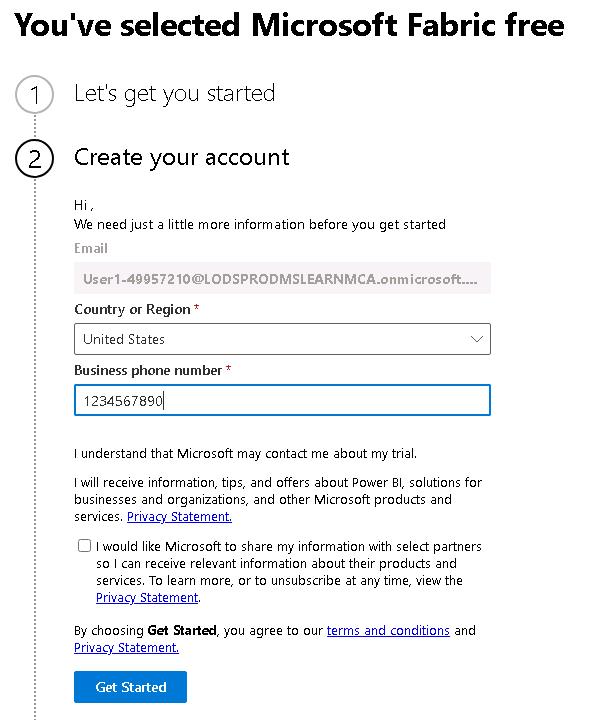 You've selected Microsoft Fabric free
1 Let's get you started
2 Create your account
Hi ,
We need just a little more information before you get started
Email
User1-49957210@LODSPRODMSLEARNMCA.onmicrosoft....
Country or Region *
United States
Business phone number *
1234567890
I understand that Microsoft may contact me about my trial.
I will receive information, tips, and offers about Power BI, solutions for
businesses and organizations, and other Microsoft products and
services. Privacy Statement.
I would like Microsoft to share my information with select partners
so I can receive relevant information about their products and
services. To learn more, or to unsubscribe at any time, view the
Privacy Statement.
By choosing Get Started, you agree to our terms and conditions and
Privacy Statement.
Get Started